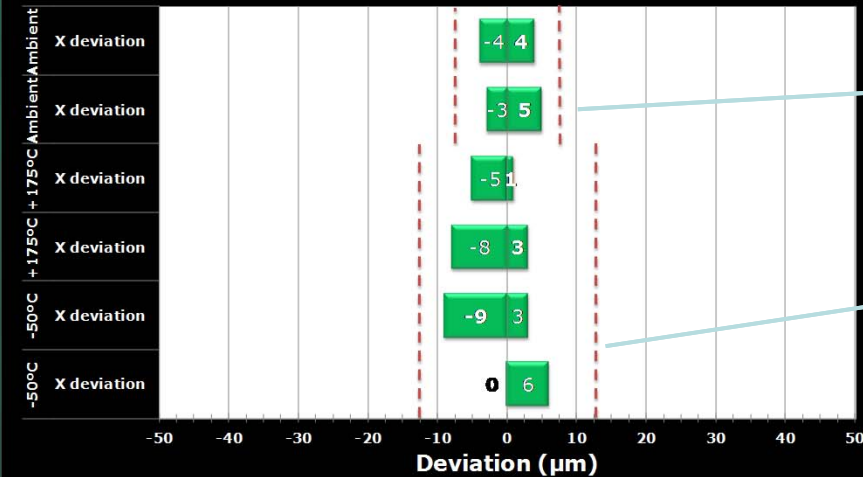 Ambient X deviation -4 4
Ambient X deviation -3 5
+175°C X deviation -5 1
+175°C X deviation -8 3
-50°C X deviation -9 3
-50°C X deviation 0 6
-50 -40 -30 -20 -10 0 10 20 30 40 50
Deviation (µm)